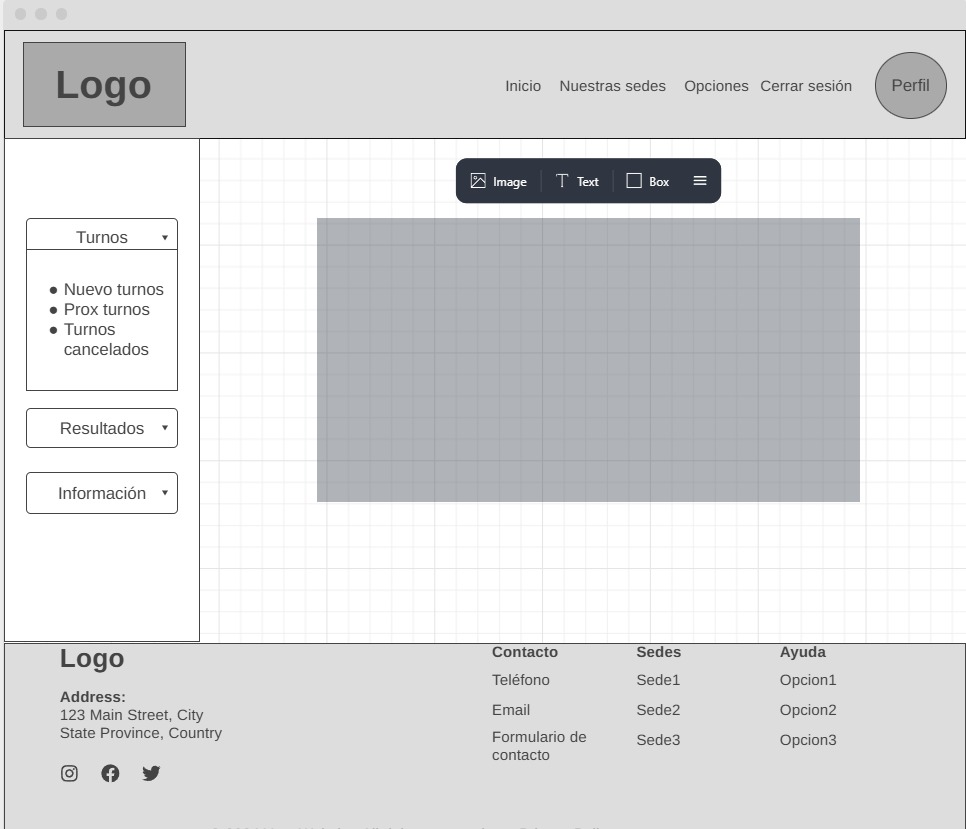 Logo
Inicio Nuestras sedes Opciones Cerrar sesión Perfil
Image Text Box
Turnos
Nuevo turnos
Prox turnos
Turnos
cancelados
Resultados
Información
Logo
Address:
123 Main Street, City
State Province, Country
Contacto
Teléfono
Email
Formulario de
contacto
Sedes
Sede1
Sede2
Sede3
Ayuda
Opcion1
Opcion2
Opcion3